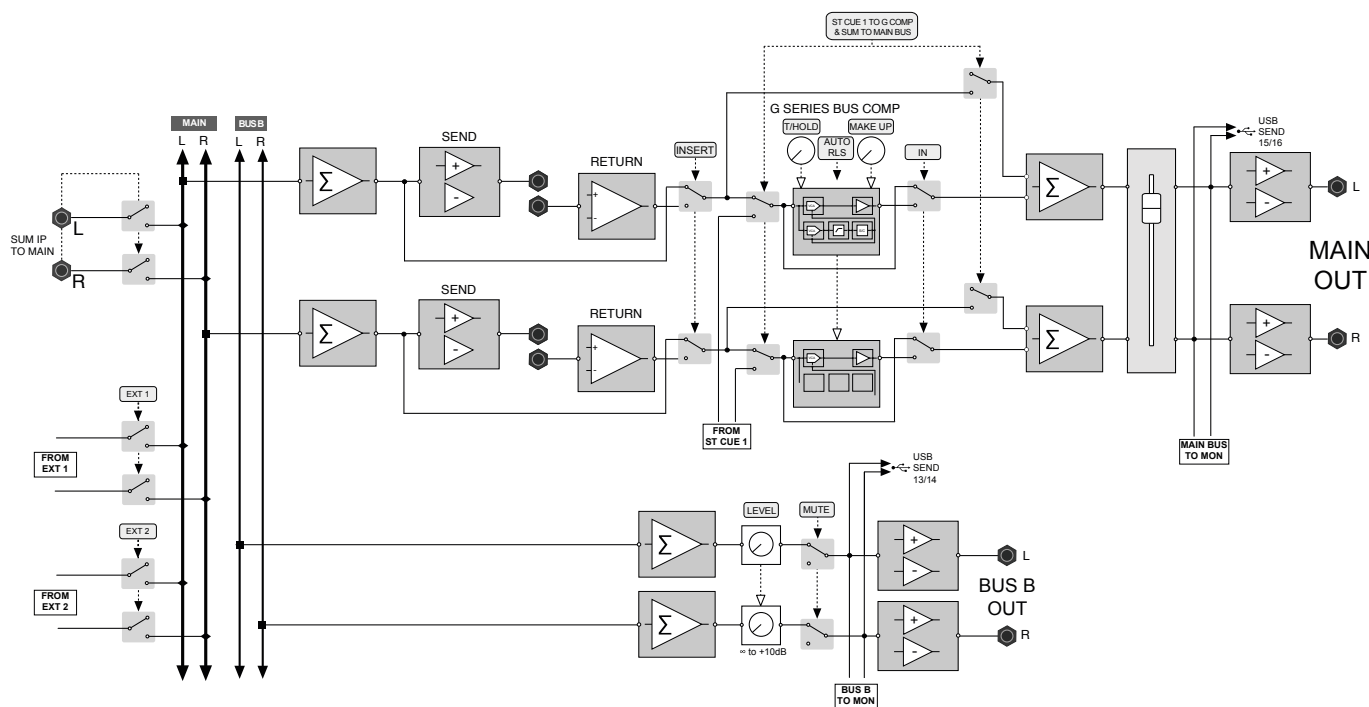 ST CUE 1 TO G COMP
& SUM TO MAIN BUS
MAIN
BUS B
L R L R
G SERIES BUS COMP
T/HOLD
MAKE UP
AUTO
RLS
IN
SEND
RETURN
INSERT
USB
SEND
15/16
Σ
+
-
+
-
Σ
+
-
L
SUM IP
TO MAIN
L
R
MAIN
OUT
SEND
RETURN
Σ
+
-
+
-
Σ
+
-
R
EXT 1
FROM
EXT 1
FROM
ST CUE 1
MAIN BUS
TO MON
USB
SEND
13/14
EXT 2
FROM
EXT 2
LEVEL
MUTE
Σ
+
-
L
BUS B
OUT
Σ
+
-
R
∞ to +10dB
BUS B
TO MON